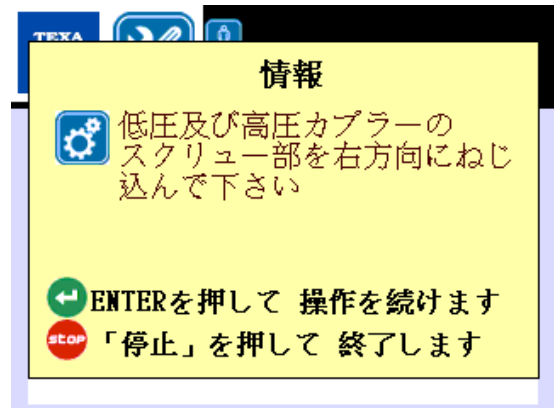 TEXA
情報
低圧及び高圧カプラーの
スクリュー部を右方向にねじ
込んで下さい
ENTERを押して 操作を続けます
STOP
「停止」を押して 終了します